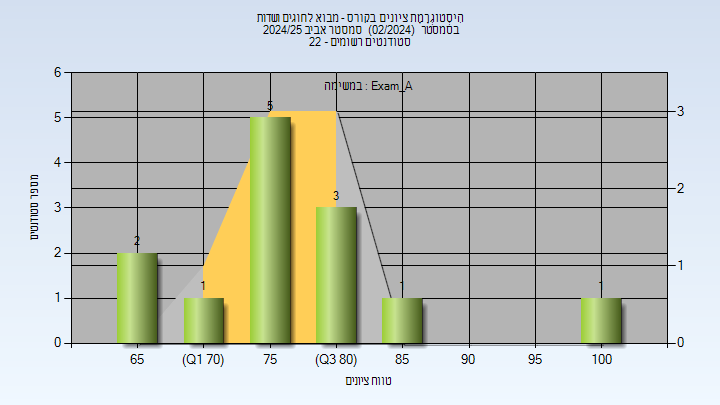 היסטוגרמת ציונים בקורס - מבוא לחוגים ושדות
בסמסטר (02/2024) סמסטר אביב 2024/25
סטודנטים רשומים - 22
במשימה : Exam_A
מספר סטודנטים
6
5
4
3
2
1
0
3
2
1
0
2
1
5
3
1
1
65
(Q1 70)
75
(Q3 80)
85
90
95
100
טווח ציונים